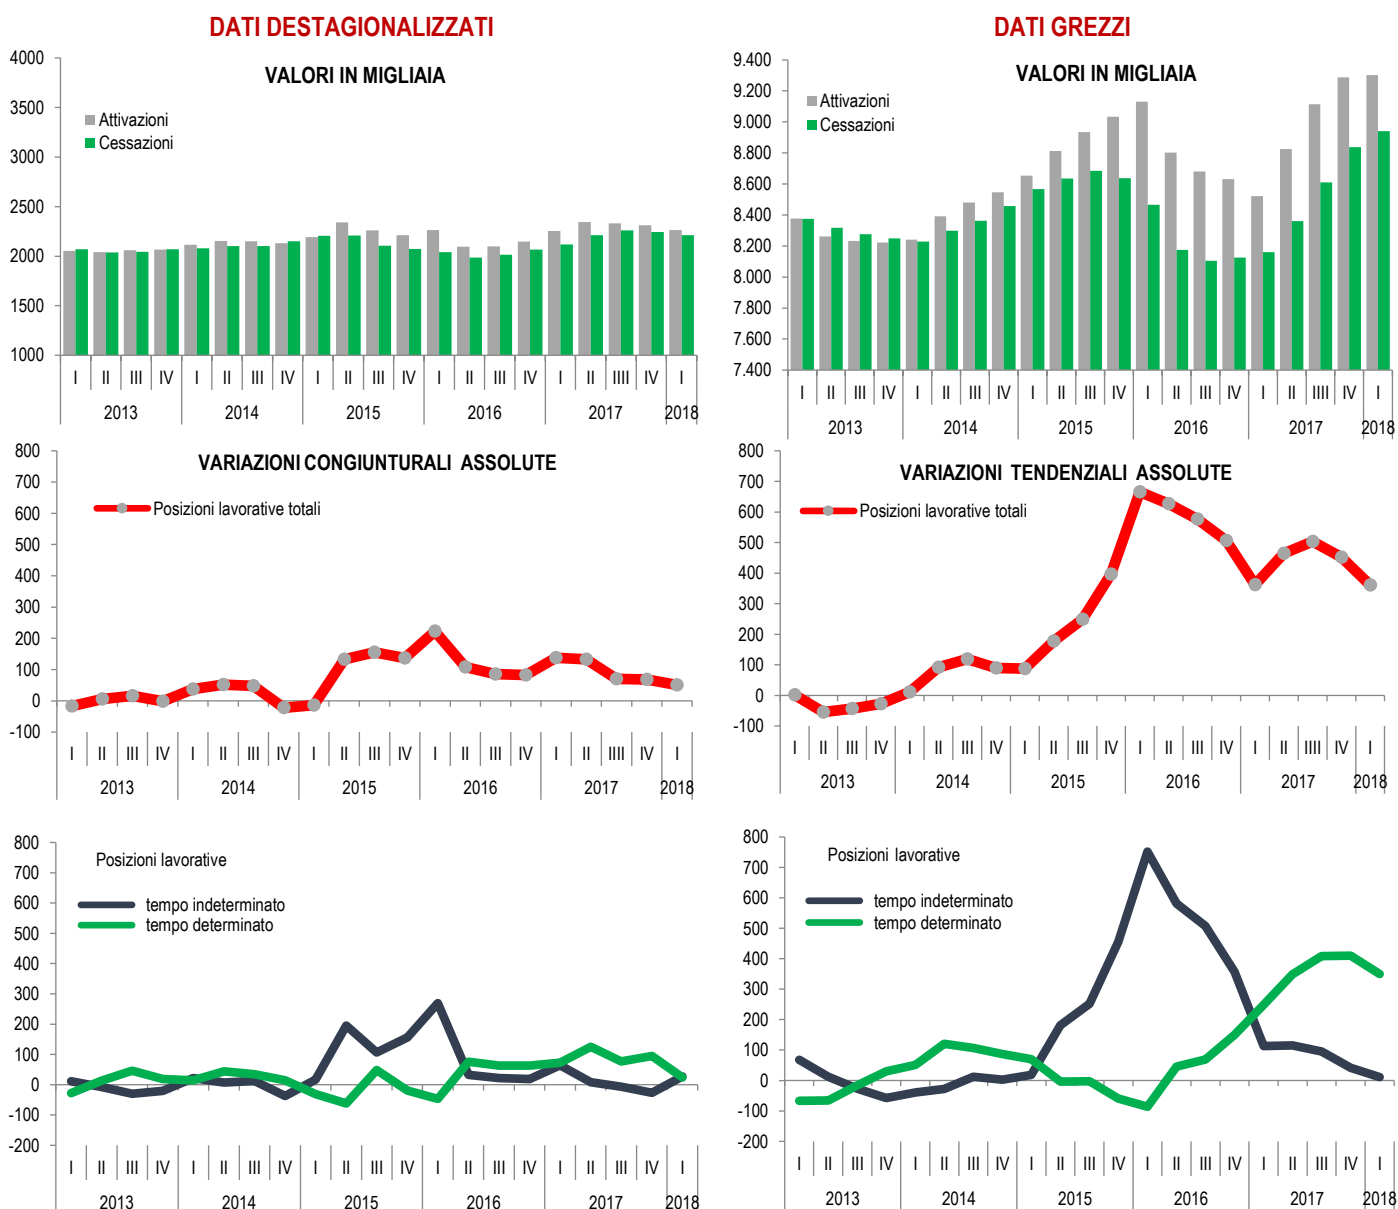 DATI DESTAGIONALIZZATI
VALORI IN MIGLIAIA
Attivazioni
Cessazioni
4000
3500
3000
2500
2000
1500
1000
I II III IV I II III IV I II III IV I II III IV I II IIII IV I
2013 2014 2015 2016 2017 2018
DATI GREZZI
VALORI IN MIGLIAIA
Attivazioni
Cessazioni
9.400
9.200
9.000
8.800
8.600
8.400
8.200
8.000
7.800
7.600
7.400
I II III IV I II III IV I II III IV I II III IV I II IIII IV I
2013 2014 2015 2016 2017 2018
VARIAZIONI CONGIUNTURALI ASSOLUTE
Posizioni lavorative totali
800
700
600
500
400
300
200
100
0
-100
I II III IV I II III IV I II III IV I II III IV I II IIII IV I
2013 2014 2015 2016 2017 2018
VARIAZIONI TENDENZIALI ASSOLUTE
Posizioni lavorative totali
800
700
600
500
400
300
200
100
0
-100
I II III IV I II III IV I II III IV I II III IV I II IIII IV I
2013 2014 2015 2016 2017 2018
Posizioni lavorative
tempo indeterminato
tempo determinato
800
700
600
500
400
300
200
100
0
-100
-200
I II III IV I II III IV I II III IV I II III IV I II III IV I
2013 2014 2015 2016 2017 2018
Posizioni lavorative
tempo indeterminato
tempo determinato
800
700
600
500
400
300
200
100
0
-100
-200
I II III IV I II III IV I II III IV I II III IV I II III IV I
2013 2014 2015 2016 2017 2018